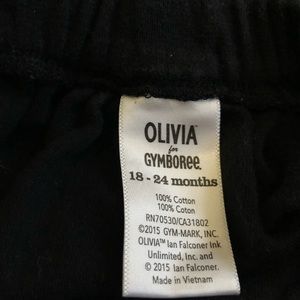 OLIVIA™
for
GYMBOREE
18 - 24 months
100% Cotton
100% Coton
RN70530/CA31802
©2015 GYM-MARK, INC.
OLIVIA™ Ian Falconer Ink
Unlimited, Inc. and
© 2015 Ian Falconer.
Made in Vietnam